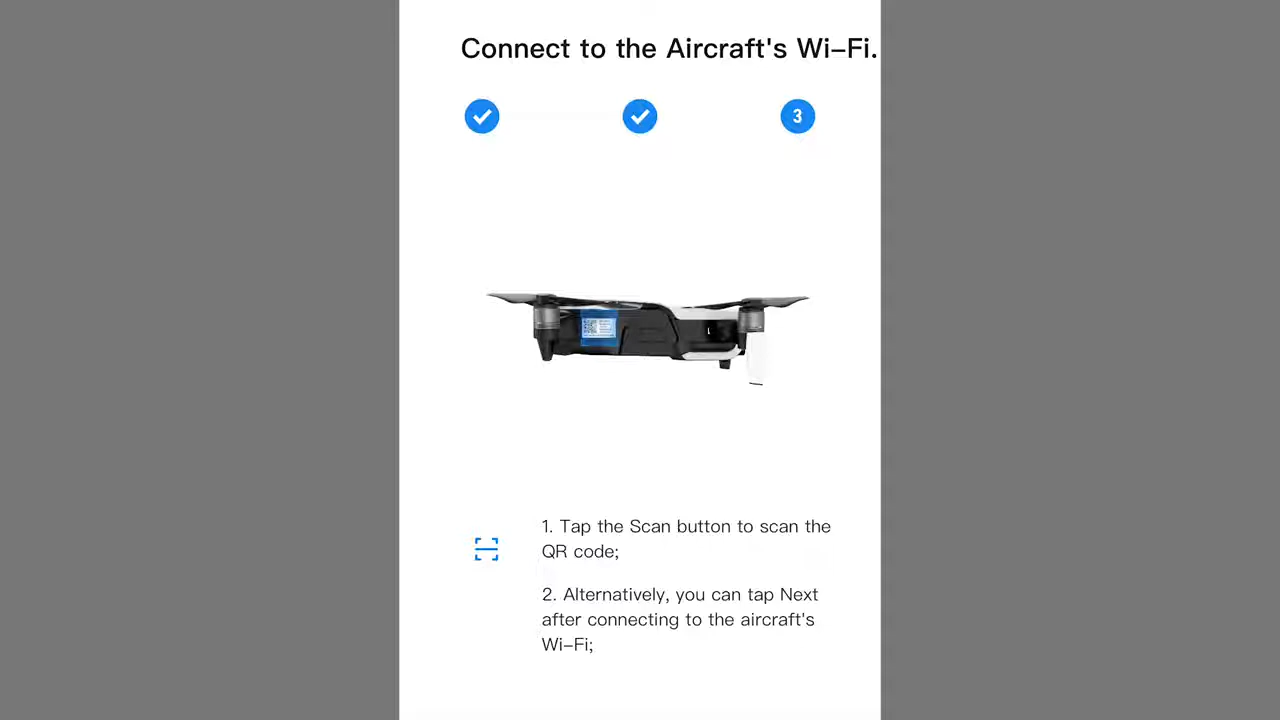 Connect to the Aircraft's Wi-Fi.
3
1. Tap the Scan button to scan the
QR code;
2. Alternatively, you can tap Next
after connecting to the aircraft's
Wi-Fi;